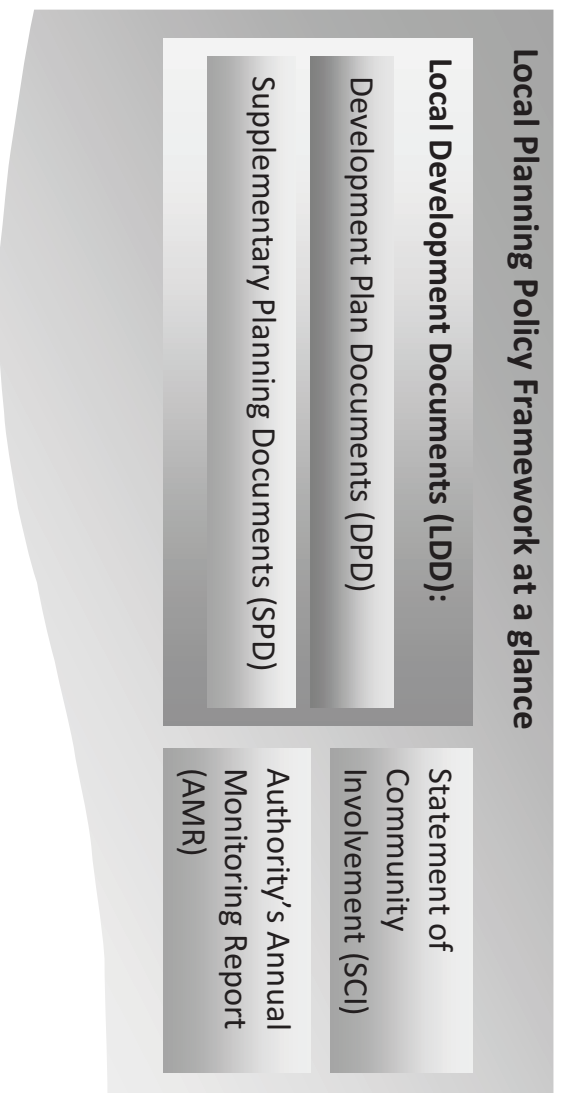 Local Planning Policy Framework at a glance
Local Development Documents (LDD):
Development Plan Documents (DPD)
Supplementary Planning Documents (SPD)
Statement of
Community
Involvement (SCI)
Authority’s Annual
Monitoring Report
(AMR)